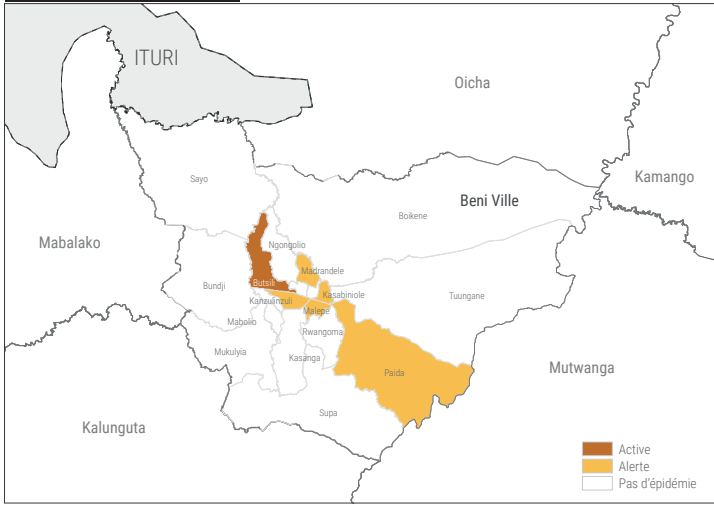 ITURI
Oicha
Kamango
Sayo
Beni Ville
Boikene
Mabalako
Ngongolio
Madrandele
Butsili
Bundji
Kasabiniole
Tuungane
Kanzulinzuli
Malepe
Mabolio
Rwangoma
Mukulyia
Kasanga
Mutwanga
Paida
Supa
Kalunguta
Active
Alerte
Pas d'épidémie